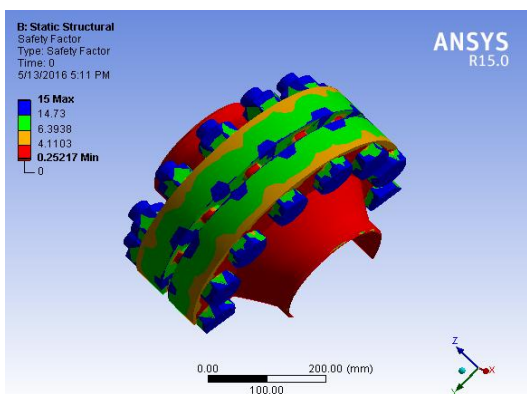 B: Static Structural
Safety Factor
Type: Safety Factor
Time: 0
5/13/2016 5:11 PM
15 Max
14.73
6.3938
4.1103
0.25217 Min
0
ANSYS
R15.0
0.00
200.00 (mm)
100.00
Z
X
Y